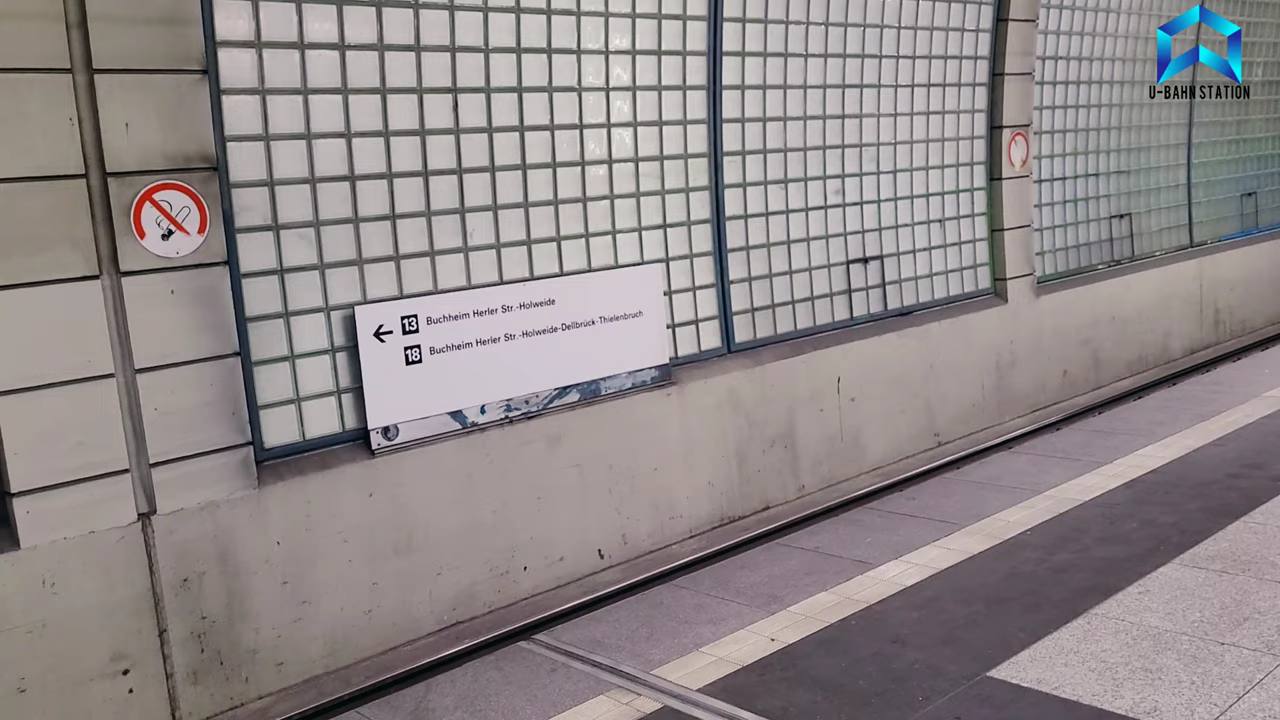 U-BAHN STATION
← 13 Buchheim Herler Str.-Holweide
18 Buchheim Herler Str.-Holweide-Dellbrück-Thielenbruch